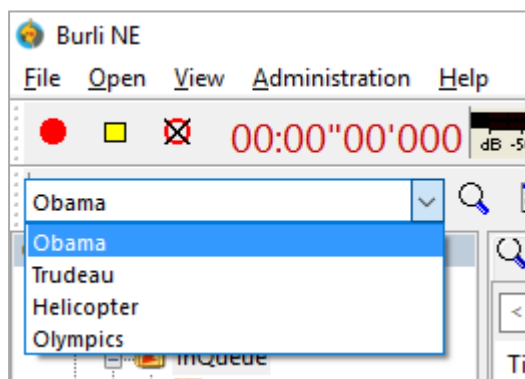 Burli NE
File Open View Administration Help
00:00"00'000
dB
Obama
Obama
Trudeau
Helicopter
Olympics
InQueue